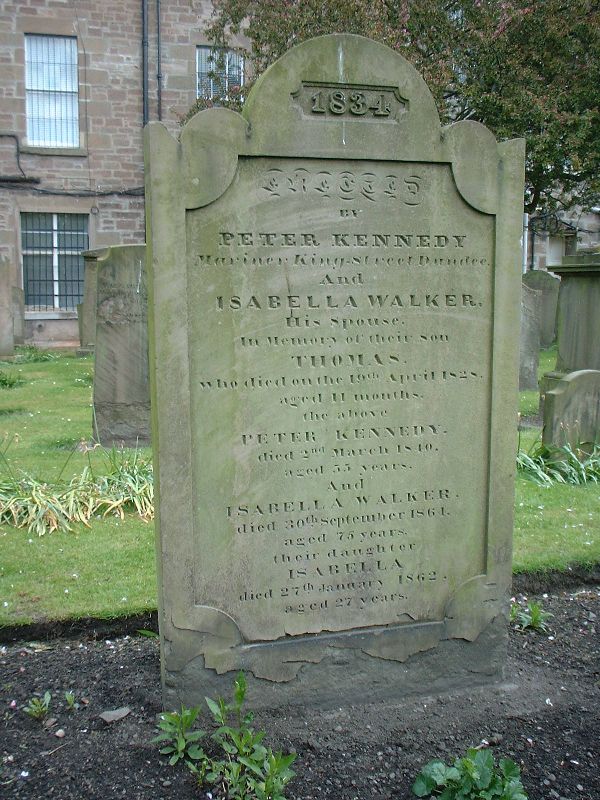 1834
ERECTED
BY
PETER KENNEDY
Mariner King-Street Dundee.
And
ISABELLA WALKER.
His Spouse.
In Memory of their son
THOMAS.
who died on the 19th April 1828.
aged 11 months.
the above
PETER KENNEDY.
died 2nd March 1840.
aged 55 years.
And
ISABELLA WALKER.
died 30th September 1864.
aged 75 years.
their daughter
ISABELLA
died 27th January 1862.
aged 27 years.